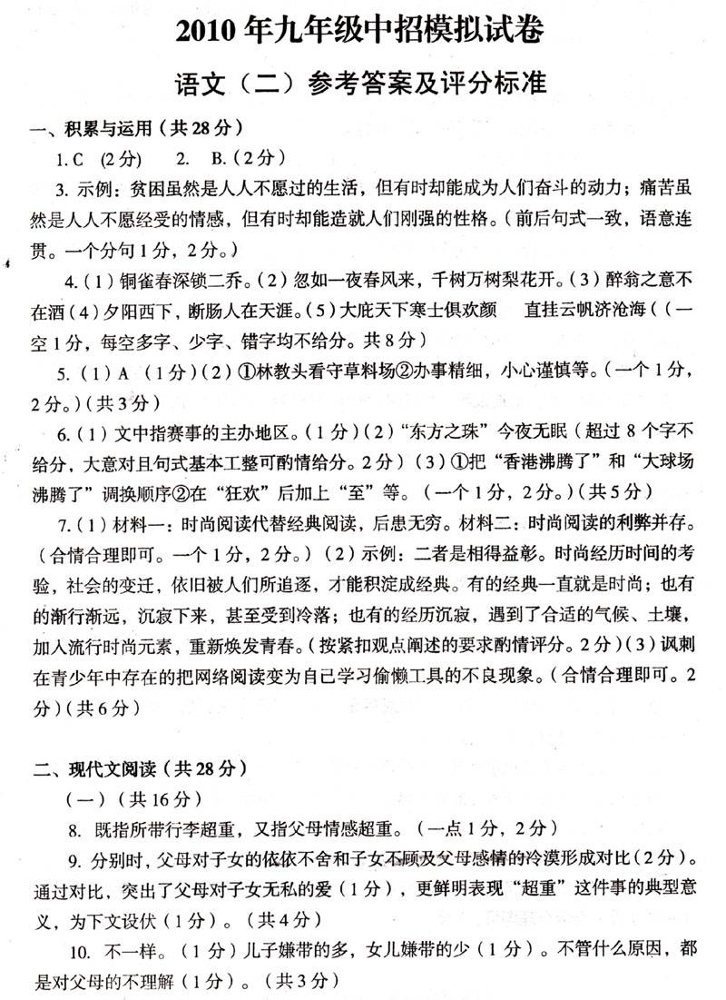 2010 年九年级中招模拟试卷
语文（二）参考答案及评分标准
一、积累与运用（共 28 分）
1. C （2 分） 2. B.（2 分）
3. 示例：贫困虽然是人人不愿过的生活，但有时却能成为人们奋斗的动力；痛苦虽
然是人人不愿经受的情感，但有时却能造就人们刚强的性格。（前后句式一致，语意连
贯。一个分句 1 分，2 分。）
4.（1）铜雀春深锁二乔。（2）忽如一夜春风来，千树万树梨花开。（3）醉翁之意不
在酒（4）夕阳西下，断肠人在天涯。（5）大庇天下寒士俱欢颜 直挂云帆济沧海（（一
空 1 分，每空多字、少字、错字均不给分。共 8 分）
5.（1）A （1 分）（2）①林教头看守草料场②办事精细，小心谨慎等。（一个 1 分，
2 分。）（共 3 分）
6.（1）文中指赛事的主办地区。（1 分）（2）“东方之珠”今夜无眠（超过 8 个字不
给分，大意对且句式基本工整可酌情给分。2 分）（3）①把“香港沸腾了”和“大球场
沸腾了”调换顺序②在“狂欢”后加上“至”等。（一个 1 分，2 分。）（共 5 分）
7.（1）材料一：时尚阅读代替经典阅读，后患无穷。材料二：时尚阅读的利弊并存。
（合情合理即可。一个 1 分，2 分。）（2）示例：二者是相得益彰。时尚经历时间的考
验，社会的变迁，依旧被人们所追逐，才能积淀成经典。有的经典一直就是时尚；也有
的渐行渐远，沉寂下来，甚至受到冷落；也有的经历沉寂，遇到了合适的气候、土壤，
加入流行时尚元素，重新焕发青春。（按紧扣观点阐述的要求酌情评分。2 分）（3）讽刺
在青少年中存在的把网络阅读变为自己学习偷懒工具的不良现象。（合情合理即可。2
分）（共 6 分）
二、现代文阅读（共 28 分）
（一）（共 16 分）
8. 既指所带行李超重，又指父母情感超重。（一点 1 分，2 分）
9. 分别时，父母对子女的依依不舍和子女不顾及父母感情的冷漠形成对比（2 分）。
通过对比，突出了父母对子女无私的爱（1 分），更鲜明表现“超重”这件事的典型意
义，为下文设伏（1 分）。（共 4 分）
10. 不一样。（1 分）儿子嫌带的多，女儿嫌带的少（1 分）。不管什么原因，都
是对父母的不理解（1 分）。（共 3 分）